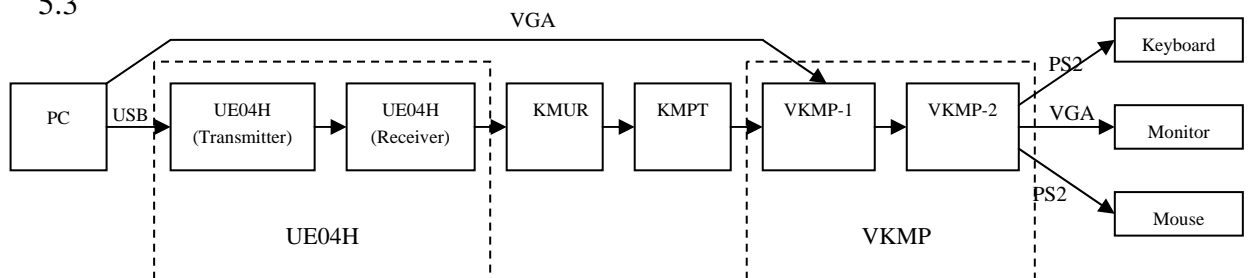 5.3
VGA
Keyboard
PS2
PC
USB
UE04H
(Transmitter)
UE04H
(Receiver)
KMUR
KMPT
VKMP-1
VKMP-2
VGA
Monitor
PS2
Mouse
UE04H
VKMP